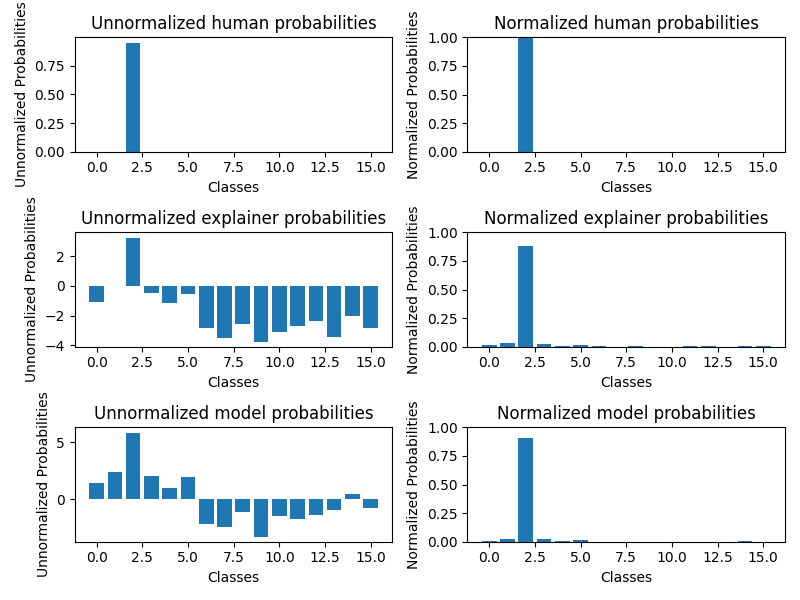 Unnormalized human probabilities
Unnormalized Probabilities
0.75
0.50
0.25
0.00
0.0 2.5 5.0 7.5 10.0 12.5 15.0
Classes
Normalized human probabilities
Normalized Probabilities
1.00
0.75
0.50
0.25
0.00
0.0 2.5 5.0 7.5 10.0 12.5 15.0
Classes
Unnormalized explainer probabilities
Unnormalized Probabilities
2
0
−2
−4
0.0 2.5 5.0 7.5 10.0 12.5 15.0
Classes
Normalized explainer probabilities
Normalized Probabilities
1.00
0.75
0.50
0.25
0.00
0.0 2.5 5.0 7.5 10.0 12.5 15.0
Classes
Unnormalized model probabilities
Unnormalized Probabilities
5
0
0.0 2.5 5.0 7.5 10.0 12.5 15.0
Classes
Normalized model probabilities
Normalized Probabilities
1.00
0.75
0.50
0.25
0.00
0.0 2.5 5.0 7.5 10.0 12.5 15.0
Classes